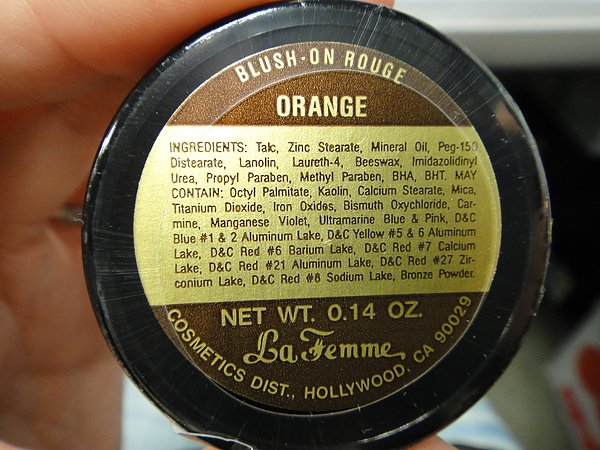 BLUSH-ON ROUGE
ORANGE
INGREDIENTS: Talc, Zinc Stearate, Mineral Oil, Peg-150
Distearate, Lanolin, Laureth-4, Beeswax, Imidazolidinyl
Urea, Propyl Paraben, Methyl Paraben, BHA, BHT. MAY
CONTAIN: Octyl Palmitate, Kaolin, Calcium Stearate, Mica,
Titanium Dioxide, Iron Oxidos, Bismuth Oxychloride, Car-
mine, Manganese Violet, Ultramarine Blue & Pink, D&C
Blue #1 & 2 Aluminum Lake, D&C Yellow #5 & 6 Aluminum
Lake, D&C Red #6 Barium Lake, D&C Red #7 Calcium
Lake, D&C Red #21 Aluminum Lake, D&C Red #27 Zir-
conium Lake, D&C Red #8 Sodium Lake, Bronze Powder.
NET WT. 0.14 OZ.
La Femme
COSMETICS DIST., HOLLYWOOD, CA 90029